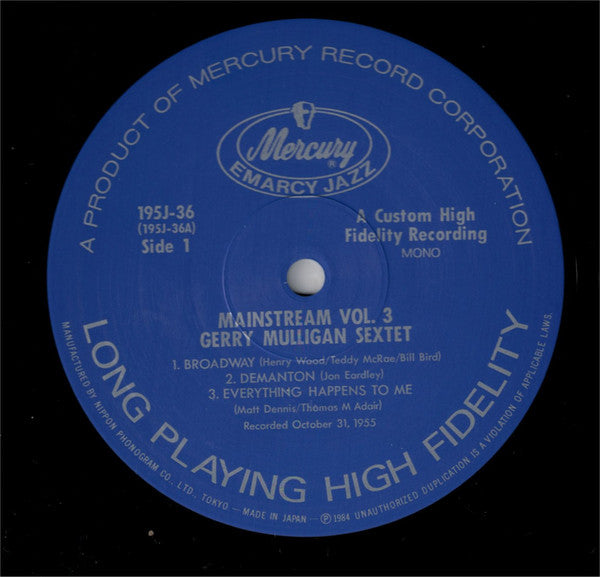 A PRODUCT OF MERCURY RECORD CORPORATION
Mercury ®
EMARCY JAZZ
195J-36
(195J-36A)
Side 1
A Custom High
Fidelity Recording
MONO
MAINSTREAM VOL. 3
GERRY MULLIGAN SEXTET
1. BROADWAY (Henry Wood/Teddy McRae/Bill Bird)
2. DEMANTON (Jon Eardley)
3. EVERYTHING HAPPENS TO ME
(Matt Dennis/Thomas M Adair)
Recorded October 31, 1955
LONG PLAYING HIGH FIDELITY
MANUFACTURED BY NIPPON PHONOGRAM CO., LTD., TOKYO — MADE IN JAPAN — ℗ 1984 UNAUTHORIZED DUPLICATION IS A VIOLATION OF APPLICABLE LAWS.